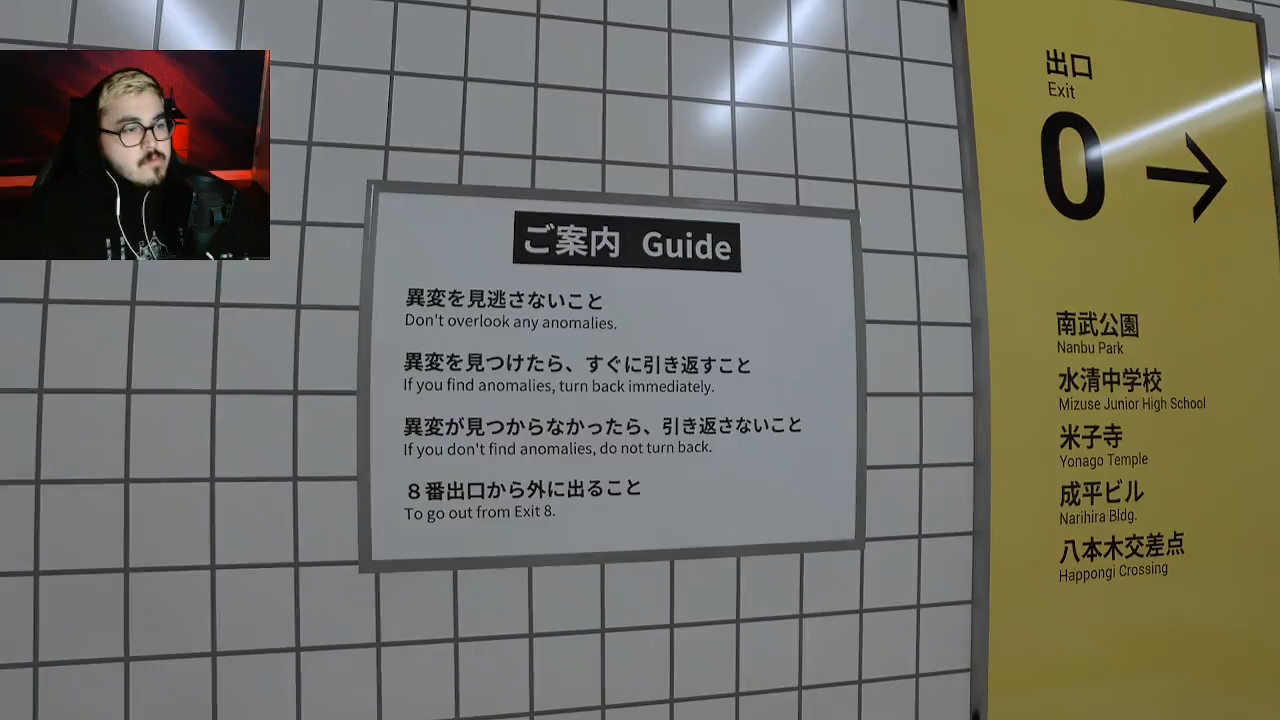 ご案内 Guide
異変を見逃さないこと
Don't overlook any anomalies.
異変を見つけたら、すぐに引き返すこと
If you find anomalies, turn back immediately.
異変が見つからなかったら、引き返さないこと
If you don't find anomalies, do not turn back.
８番出口から外に出ること
To go out from Exit 8.
出口
Exit
0
南武公園
Nanbu Park
水清中学校
Mizuse Junior High School
米子寺
Yonago Temple
成平ビル
Narihira Bldg.
八本木交差点
Happongi Crossing